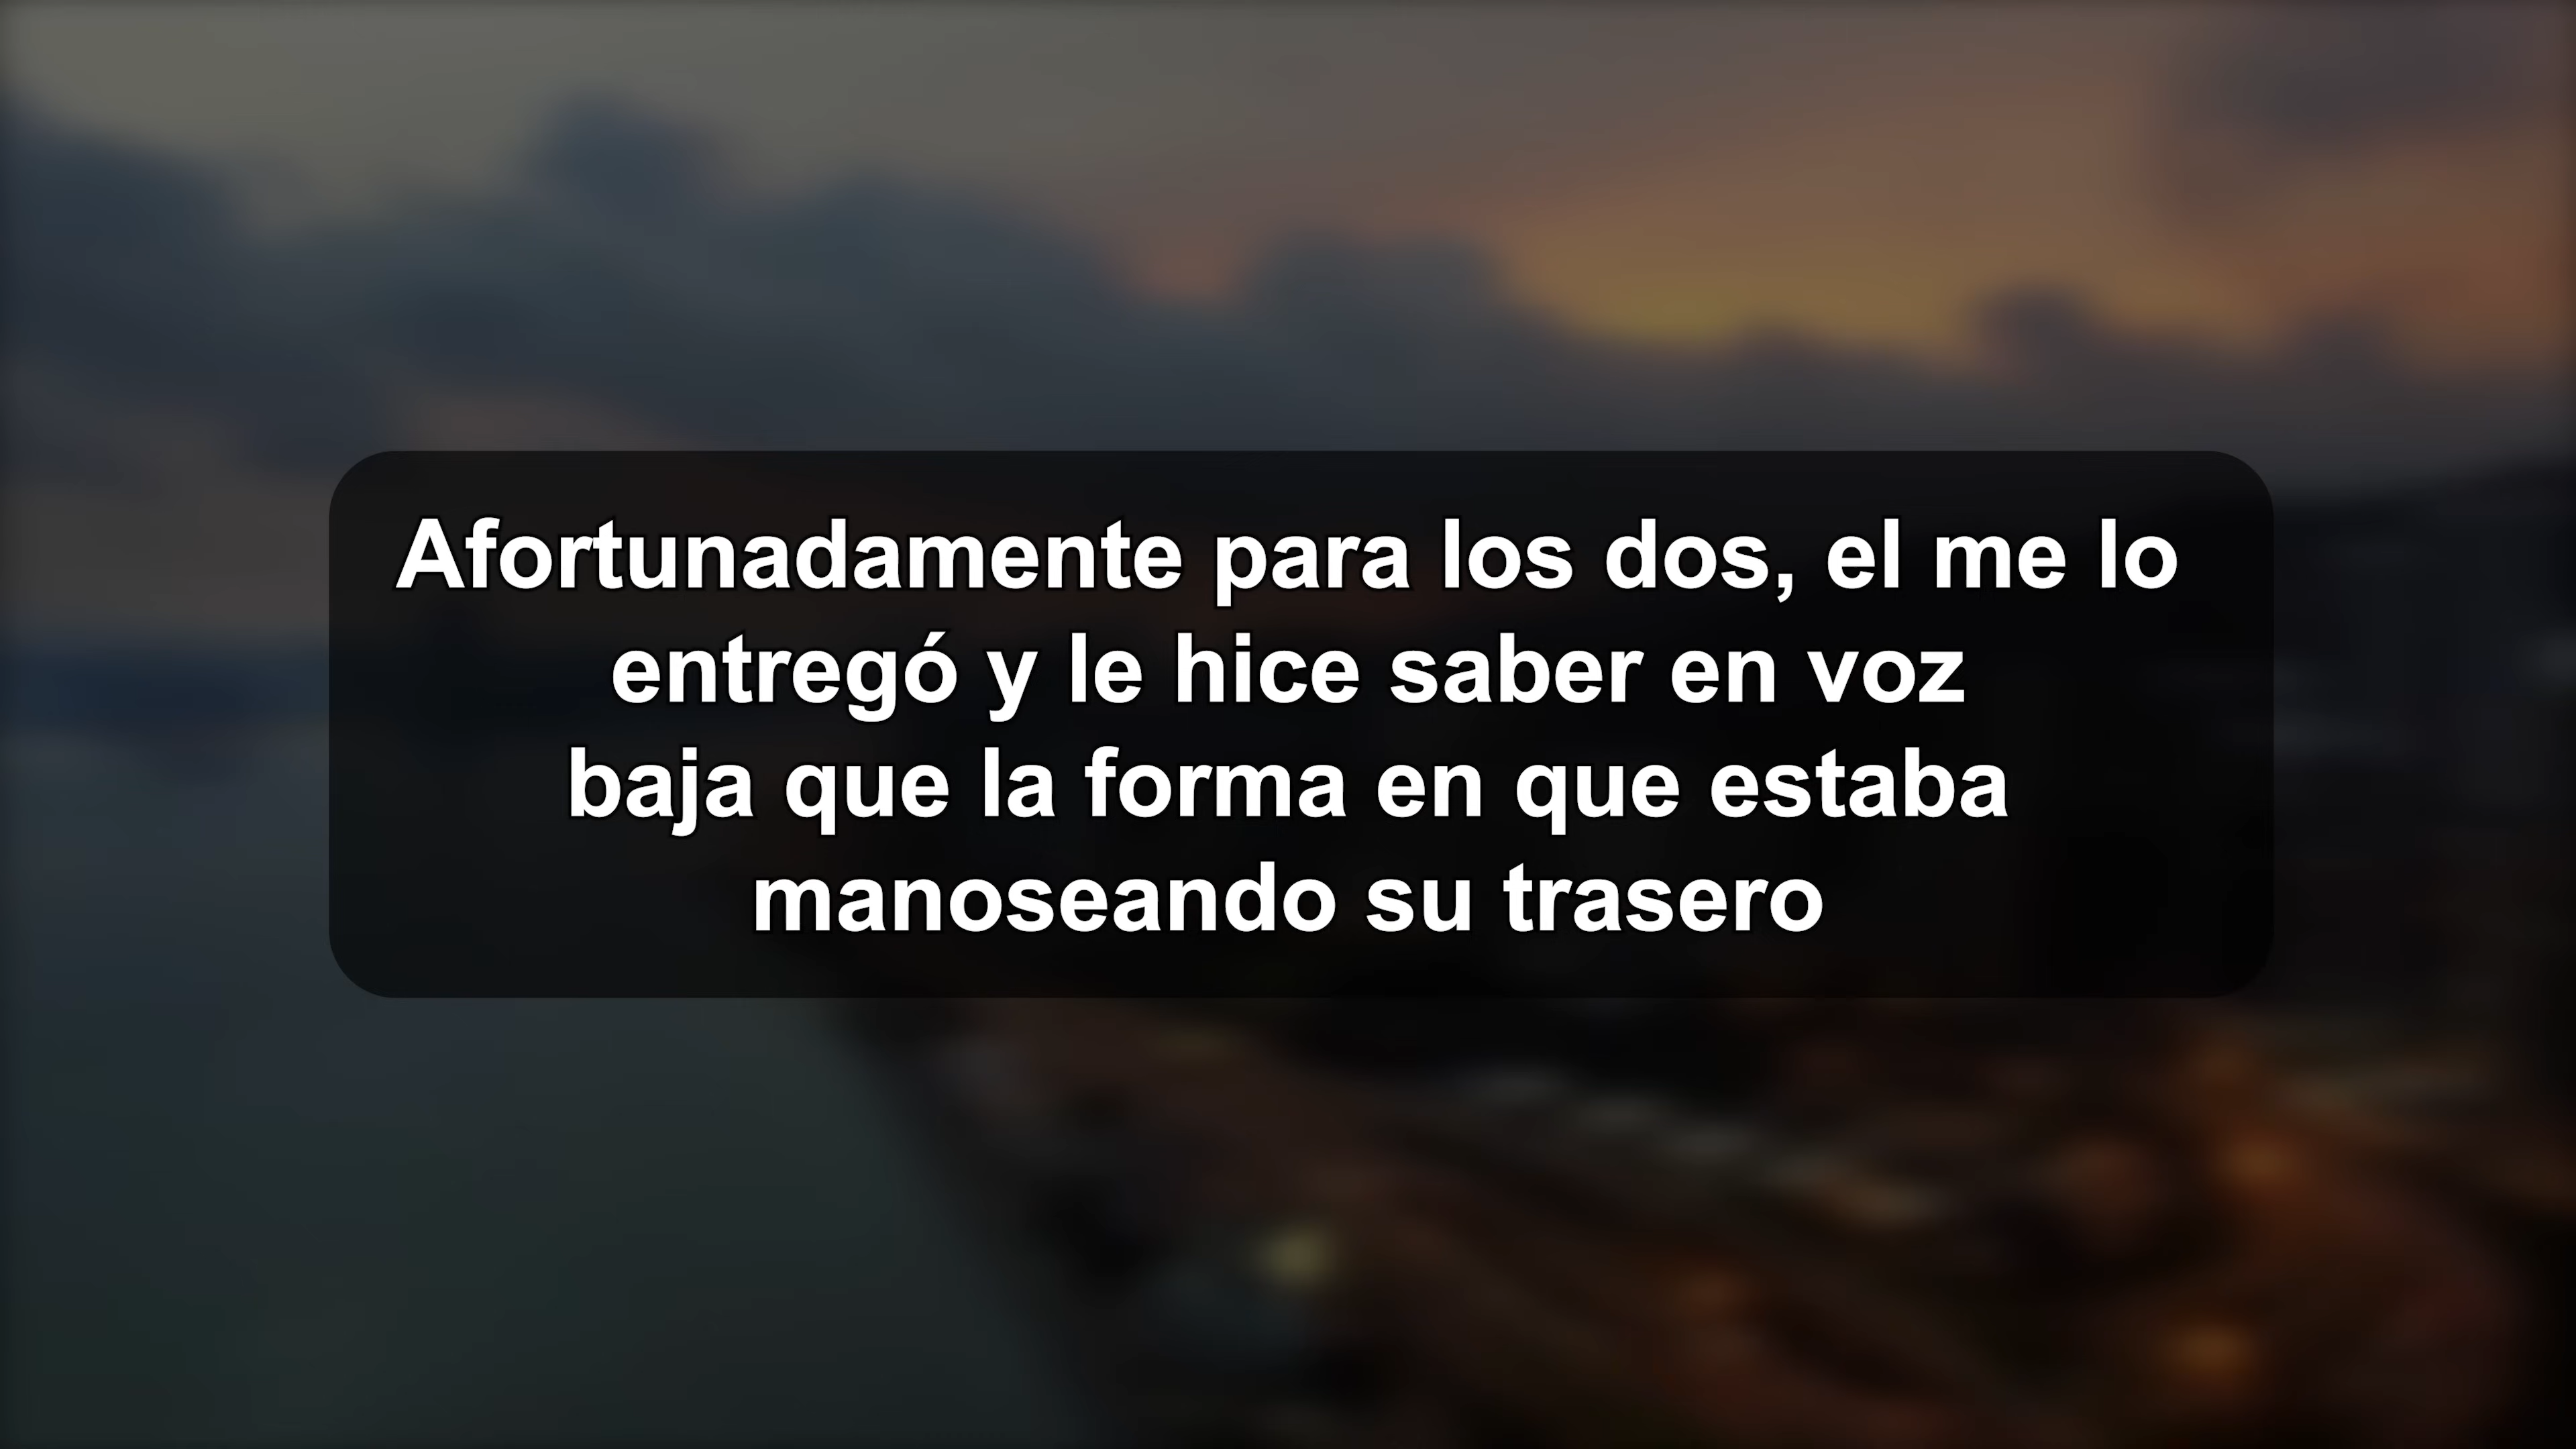 Afortunadamente para los dos, el me lo
entregó y le hice saber en voz
baja que la forma en que estaba
manoseando su trasero